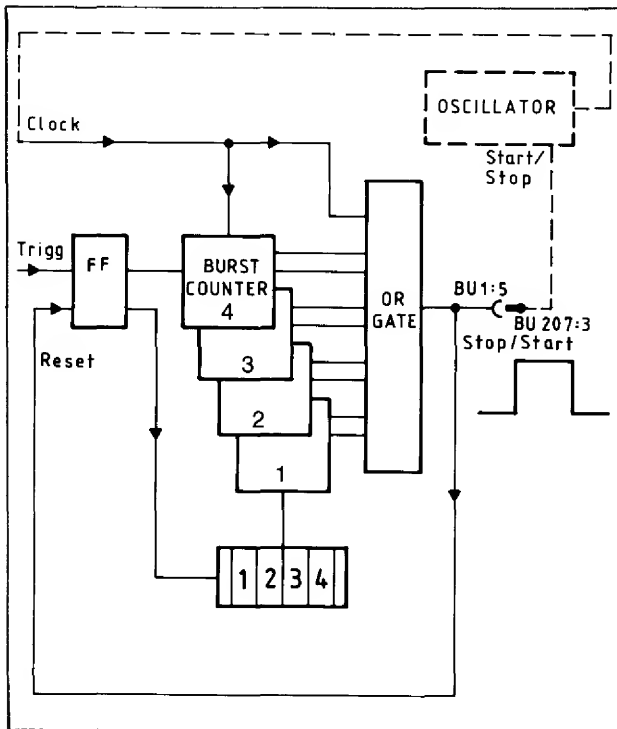 OSCILLATOR
Clock
Start/
Stop
Trigg
FF
BURST
COUNTER
4
OR
GATE
BU1:5
BU 207:3
Stop/Start
Reset
3
2
1
1 2 3 4